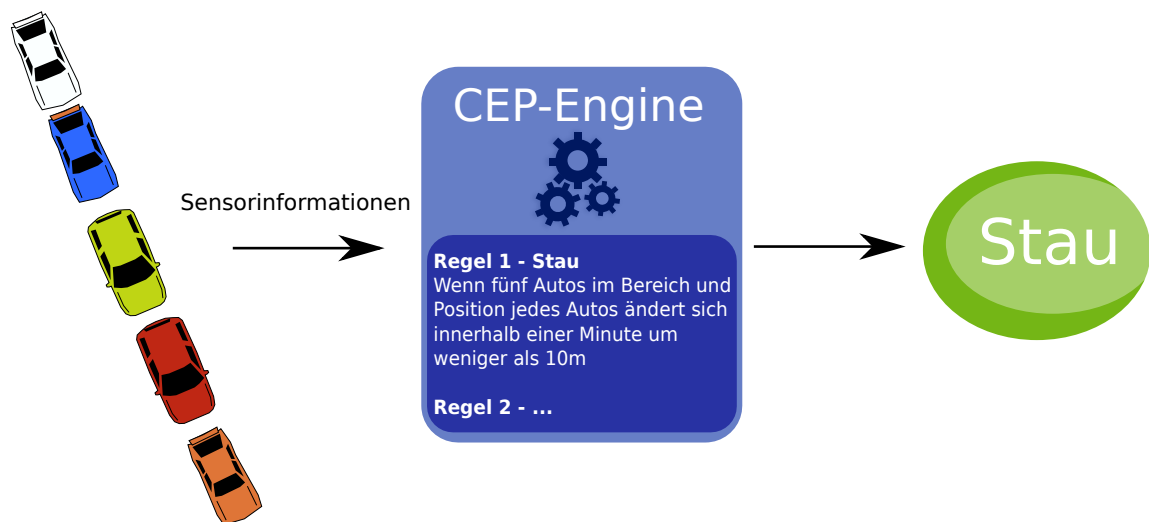 Sensorinformationen
CEP-Engine
Regel 1 - Stau
Wenn fünf Autos im Bereich und
Position jedes Autos ändert sich
innerhalb einer Minute um
weniger als 10m
Regel 2 - ...
Stau